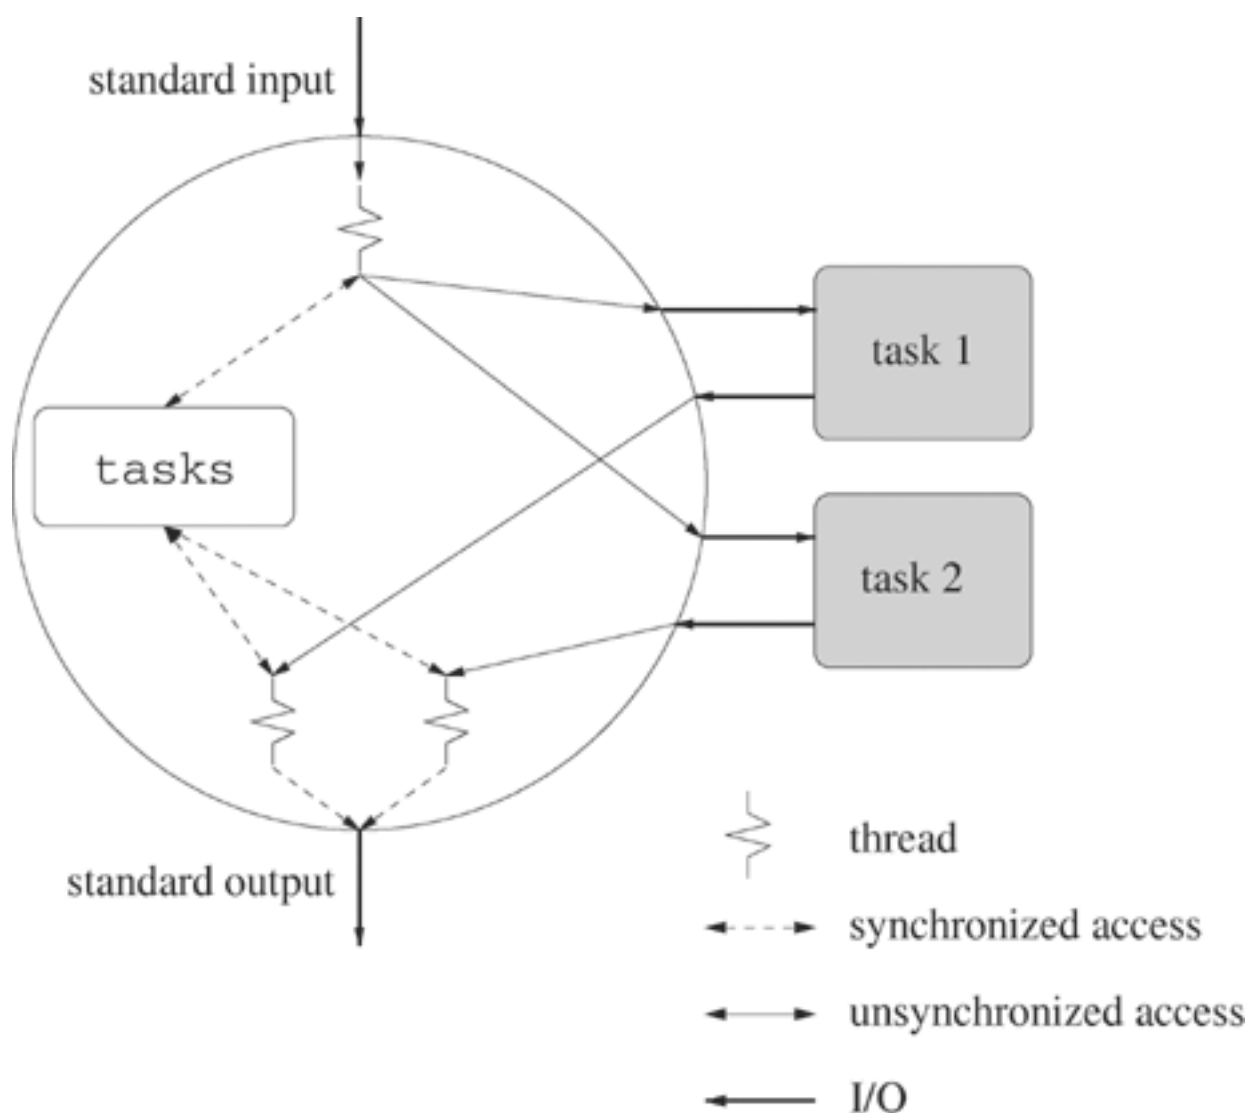 standard input
task 1
tasks
task 2
thread
standard output
synchronized access
unsynchronized access
I/O